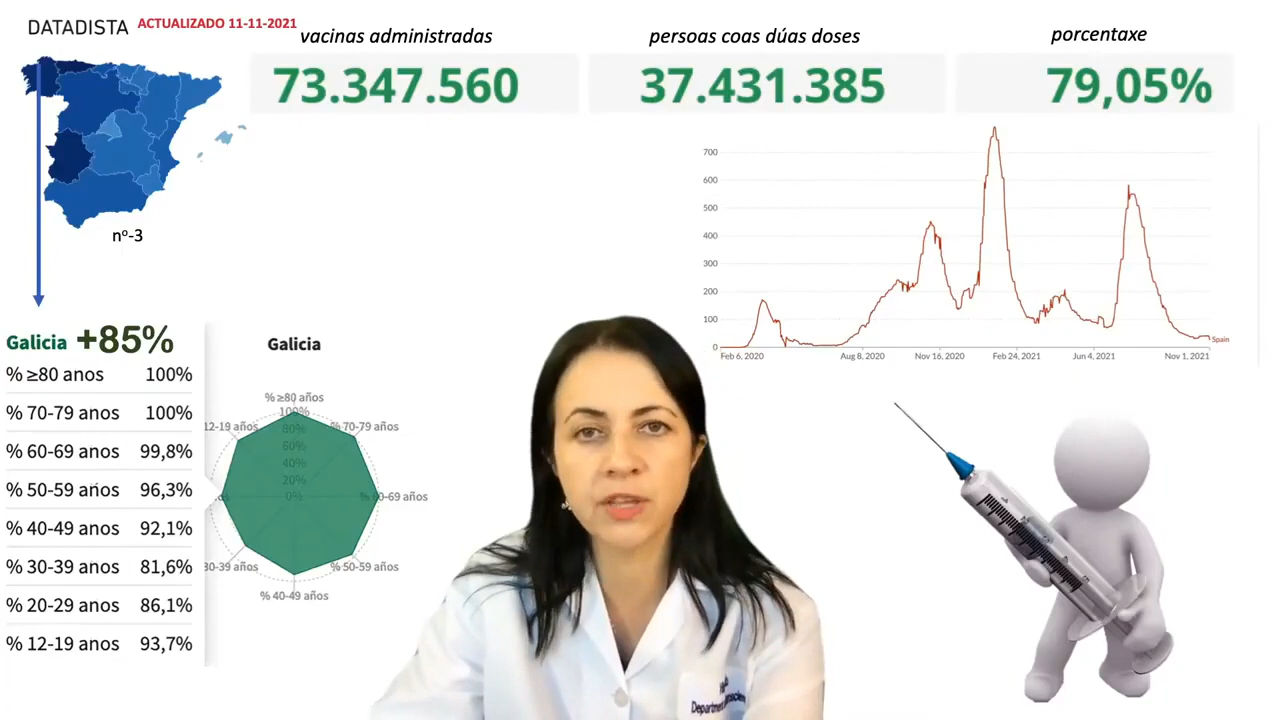 DATADISTA ACTUALIZADO 11-11-2021
vacinas administradas
persoas coas dúas doses
porcentaxe
73.347.560
37.431.385
79,05%
nº-3
700
600
500
400
300
200
100
0
Feb 6, 2020 Aug 8, 2020 Nov 16, 2020 Feb 24, 2021 Jun 4, 2021 Nov 1, 2021
Spain
Galicia +85%
% ≥80 anos 100%
% 70-79 anos 100%
% 60-69 anos 99,8%
% 50-59 anos 96,3%
% 40-49 anos 92,1%
% 30-39 anos 81,6%
% 20-29 anos 86,1%
% 12-19 anos 93,7%
Galicia
% ≥80 años
100%
12-19 años
% 70-79 años
80%
60%
40%
20%
0%
60-69 años
30-39 años
% 50-59 años
% 40-49 años
Department